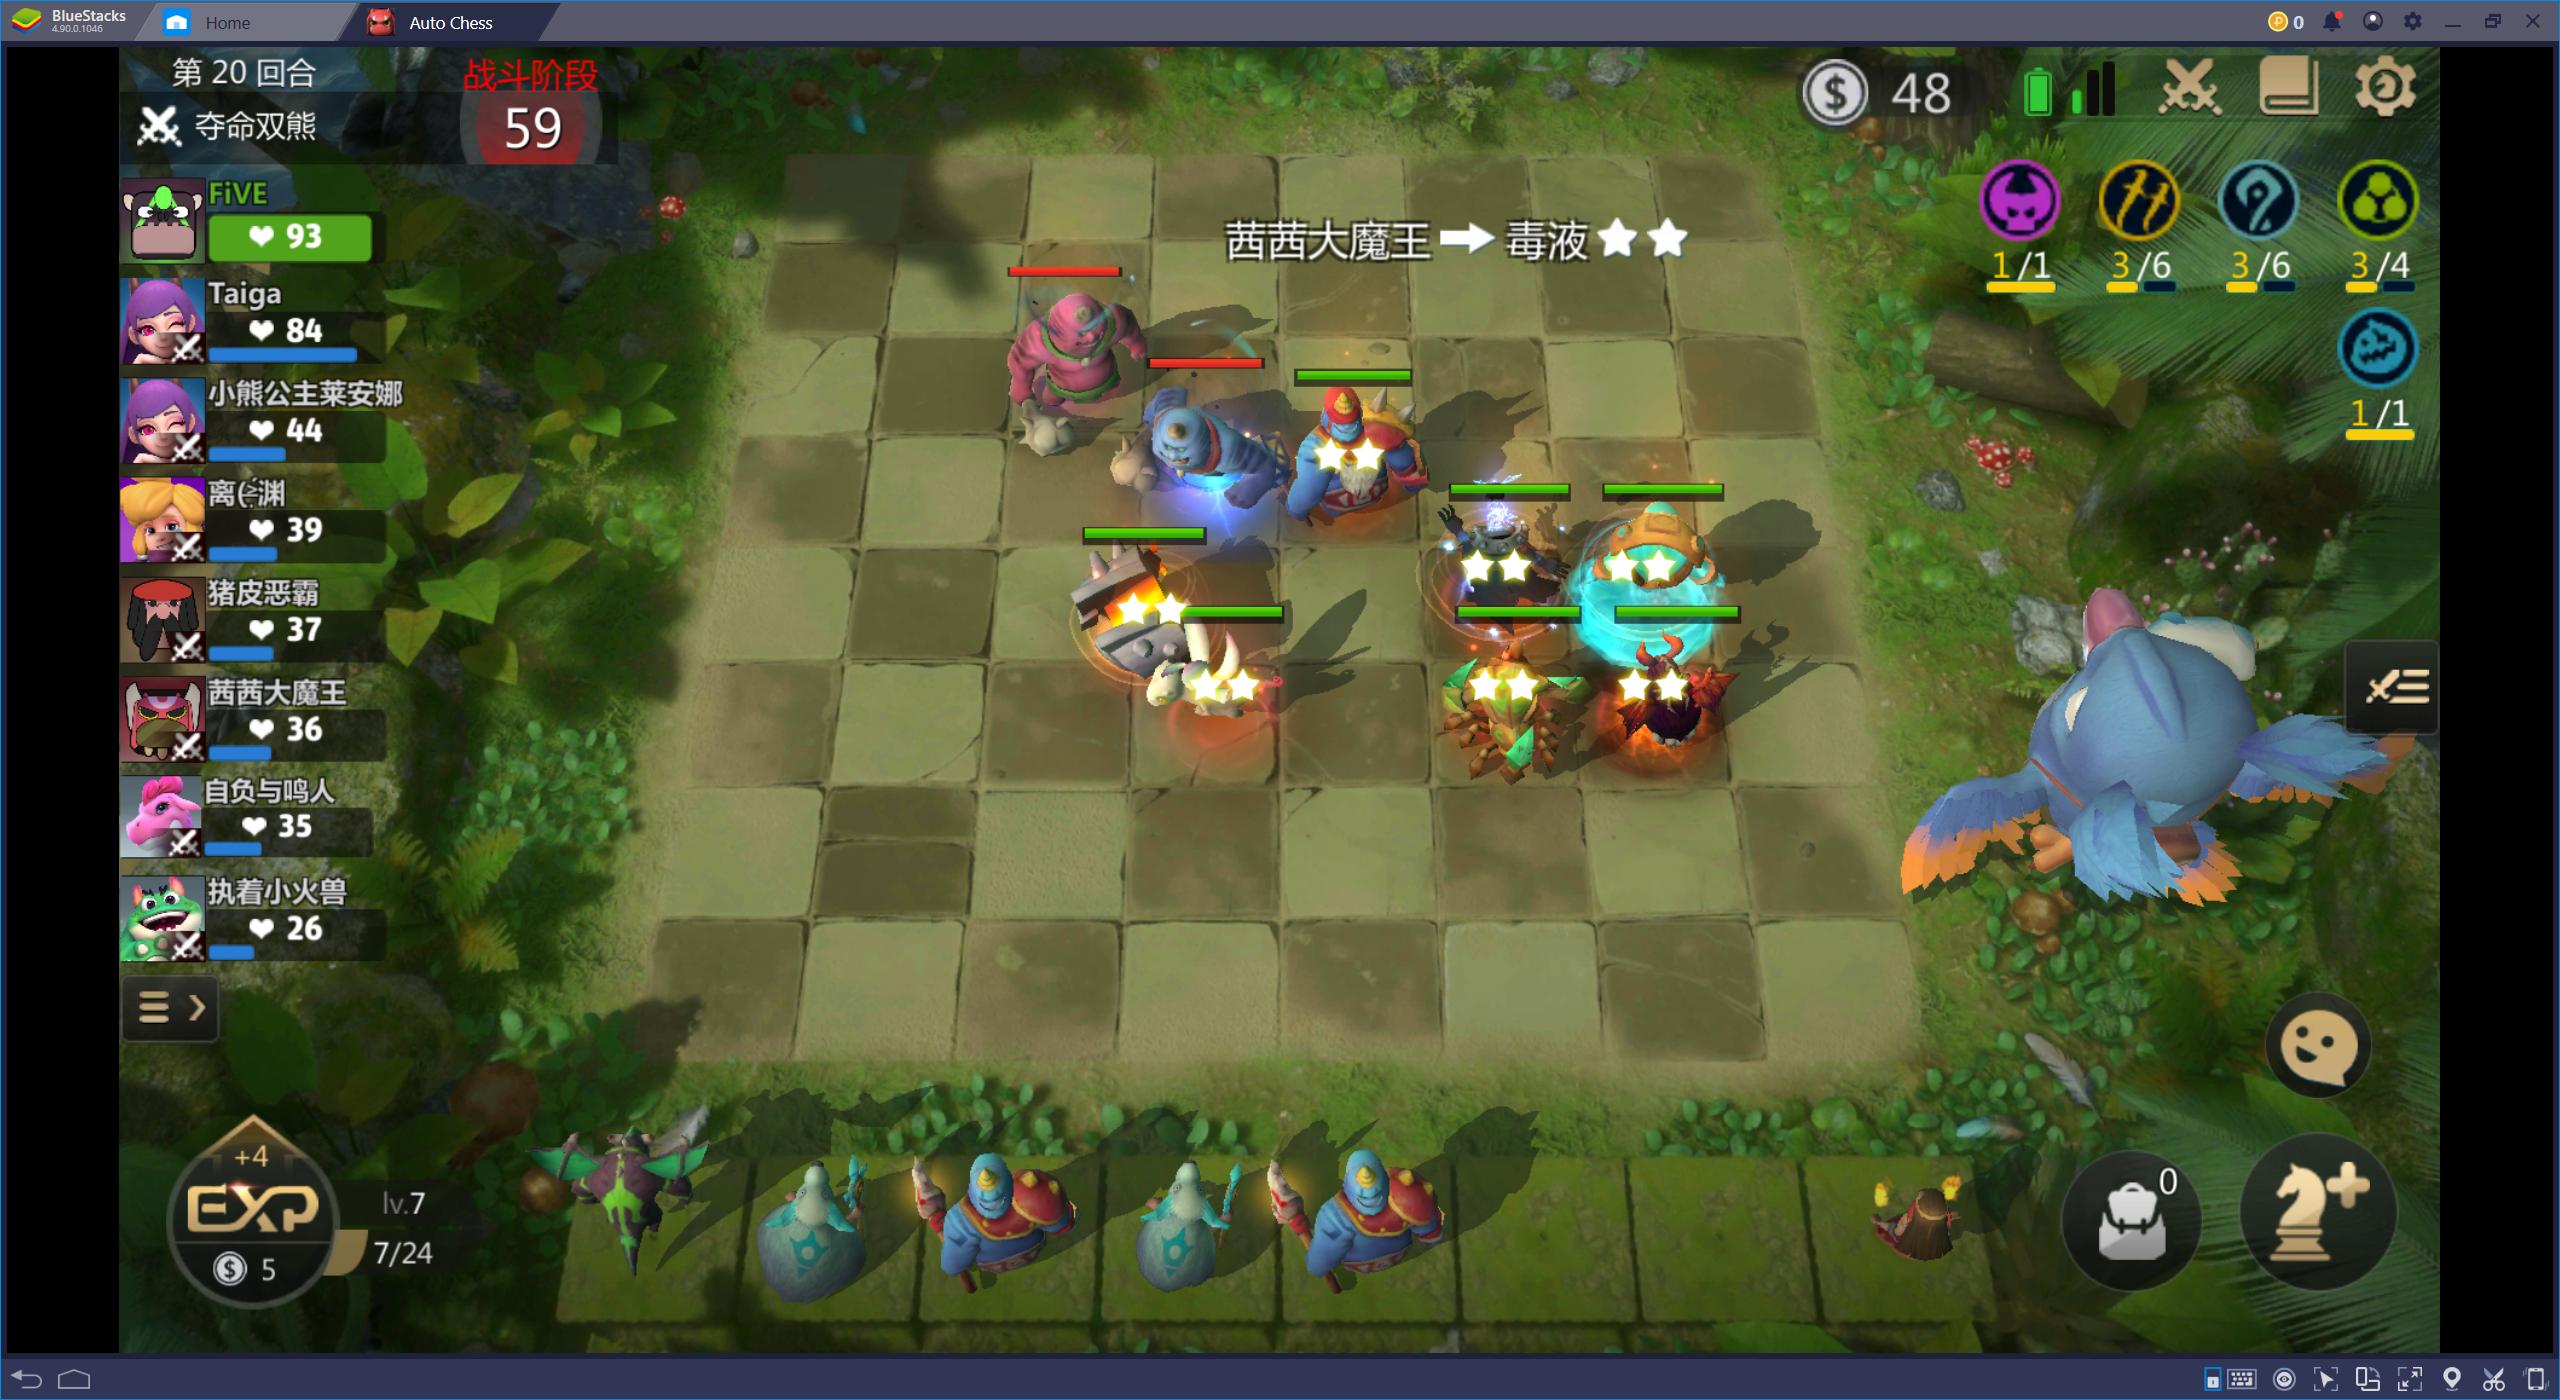 BlueStacks
4.90.0.1046
Home
Auto Chess
0
第 20 回合
战斗阶段
夺命双熊
59
48
FiVE
93
Taiga
84
小熊公主莱安娜
44
39
猪皮恶霸
37
茜茜大魔王
36
自负与鸣人
35
执着小火兽
26
茜茜大魔王 毒液
1/1
3/6
3/6
3/4
1/1
+4
EXP
5
lv.7
7/24
0